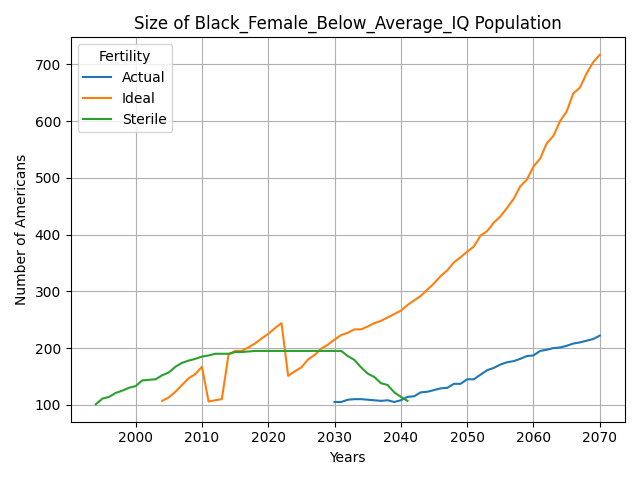 Size of Black_Female_Below_Average_IQ Population
Fertility
Actual
Ideal
Sterile
Number of Americans
700
600
500
400
300
200
100
2000 2010 2020 2030 2040 2050 2060 2070
Years